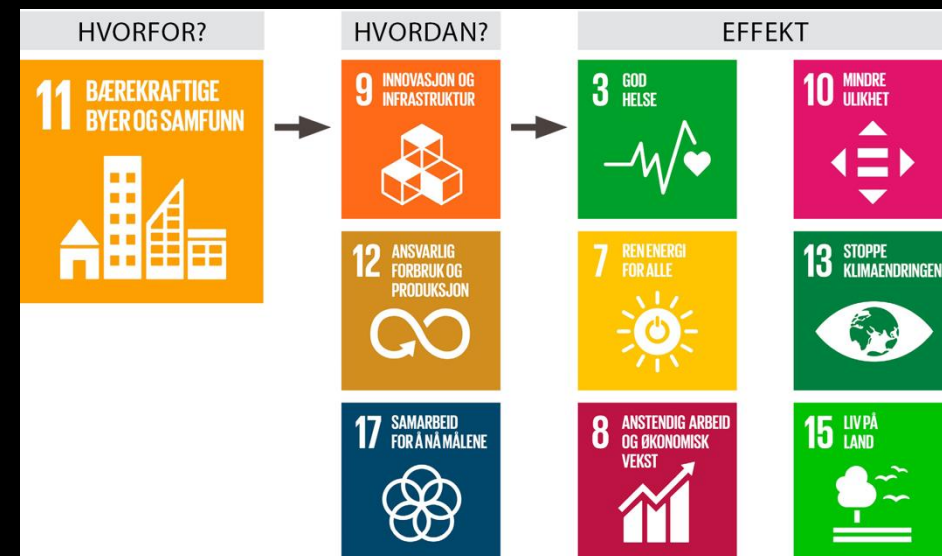 HVORFOR?
HVORDAN?
EFFEKT
11 BÆREKRAFTIGE
BYER OG SAMFUNN
9 INNOVASJON OG
INFRASTRUKTUR
12 ANSVARLIG
FORBRUK OG
PRODUKSJON
17 SAMARBEID
FOR Å NÅ MÅLENE
3 GOD
HELSE
10 MINDRE
ULIKHET
7 REN ENERGI
FOR ALLE
13 STOPPE
KLIMAENDRINGENE
8 ANSTENDIG ARBEID
OG ØKONOMISK
VEKST
15 LIV PÅ
LAND